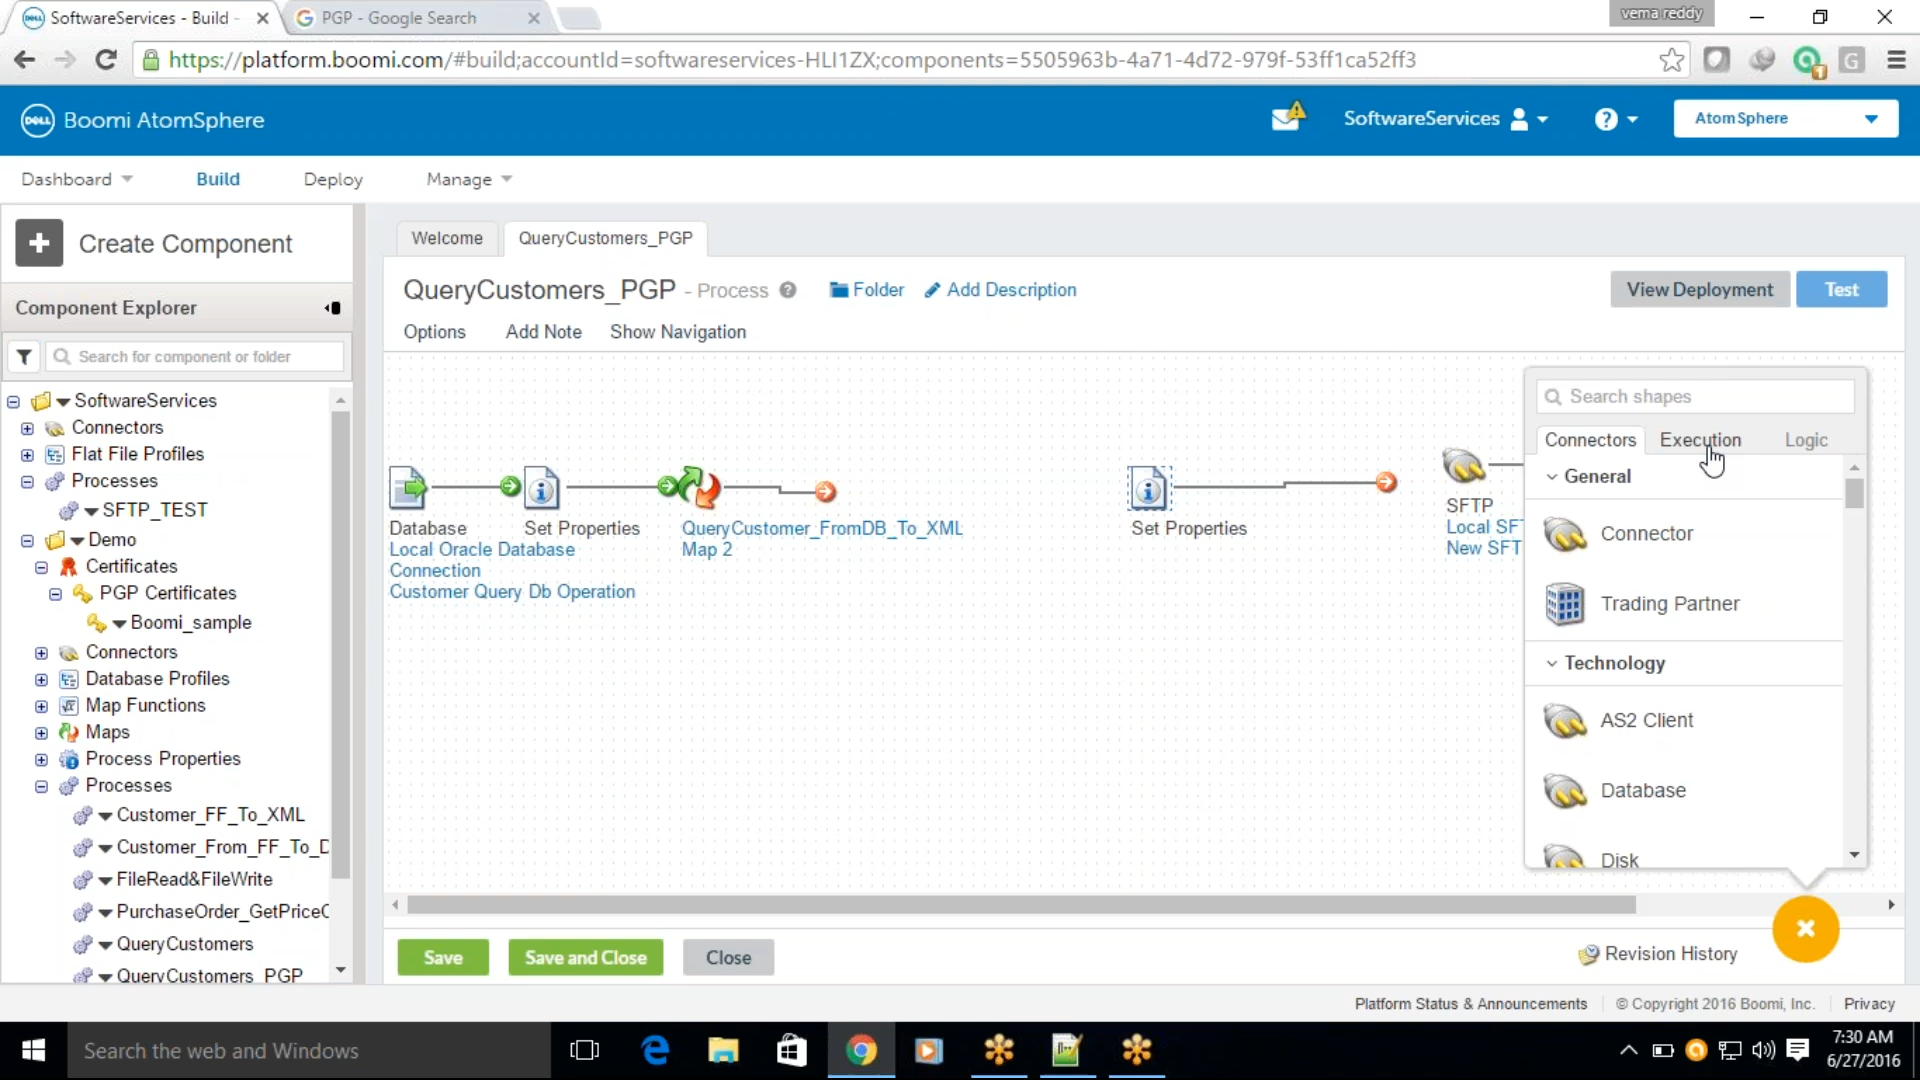 SoftwareServices - Build -
PGP - Google Search
vema reddy
https://platform.boomi.com/#build;accountId=softwareservices-HLI1ZX;components=5505963b-4a71-4d72-979f-53ff1ca52ff3
DELL
Boomi AtomSphere
SoftwareServices
AtomSphere
Dashboard
Build
Deploy
Manage
Create Component
Welcome
QueryCustomers_PGP
QueryCustomers_PGP - Process
Folder
Add Description
View Deployment
Test
Options
Add Note
Show Navigation
Component Explorer
Search for component or folder
SoftwareServices
Connectors
Flat File Profiles
Processes
SFTP_TEST
Demo
Certificates
PGP Certificates
Boomi_sample
Connectors
Database Profiles
Map Functions
Maps
Process Properties
Processes
Customer_FF_To_XML
Customer_From_FF_To_D
FileRead&FileWrite
PurchaseOrder_GetPriceC
QueryCustomers
QueryCustomers_PGP
Database
Local Oracle Database
Connection
Customer Query Db Operation
Set Properties
QueryCustomer_FromDB_To_XML
Map 2
Set Properties
SFTP
Local SFT
New SFT
Search shapes
Connectors
Execution
Logic
General
Connector
Trading Partner
Technology
AS2 Client
Database
Disk
Save
Save and Close
Close
Revision History
Platform Status & Announcements
© Copyright 2016 Boomi, Inc.
Privacy
Search the web and Windows
7:30 AM
6/27/2016